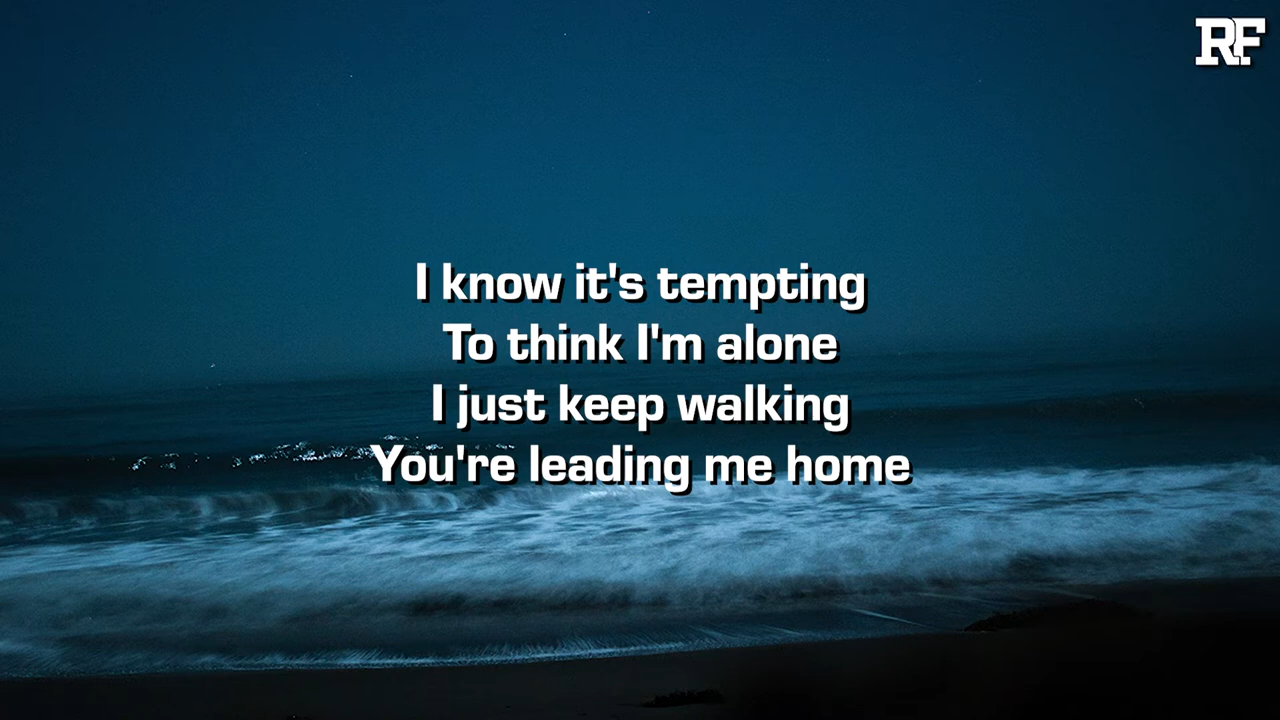 RF
I know it's tempting
To think I'm alone
I just keep walking
You're leading me home